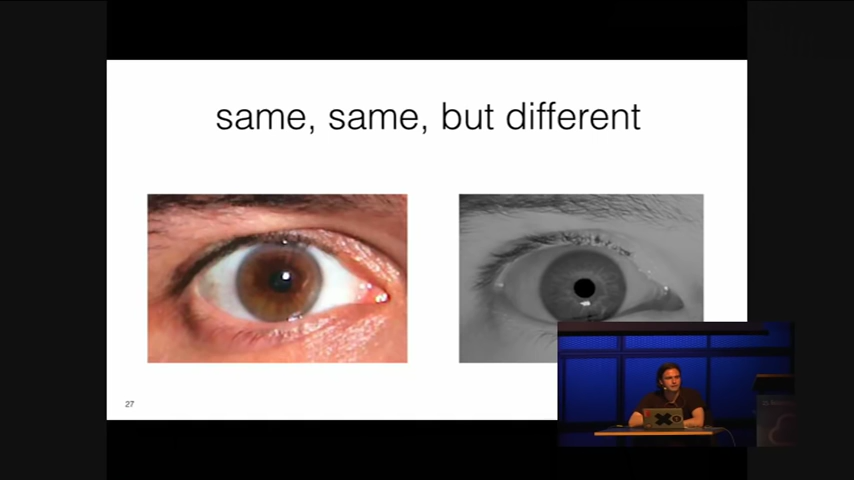 same, same, but different
27